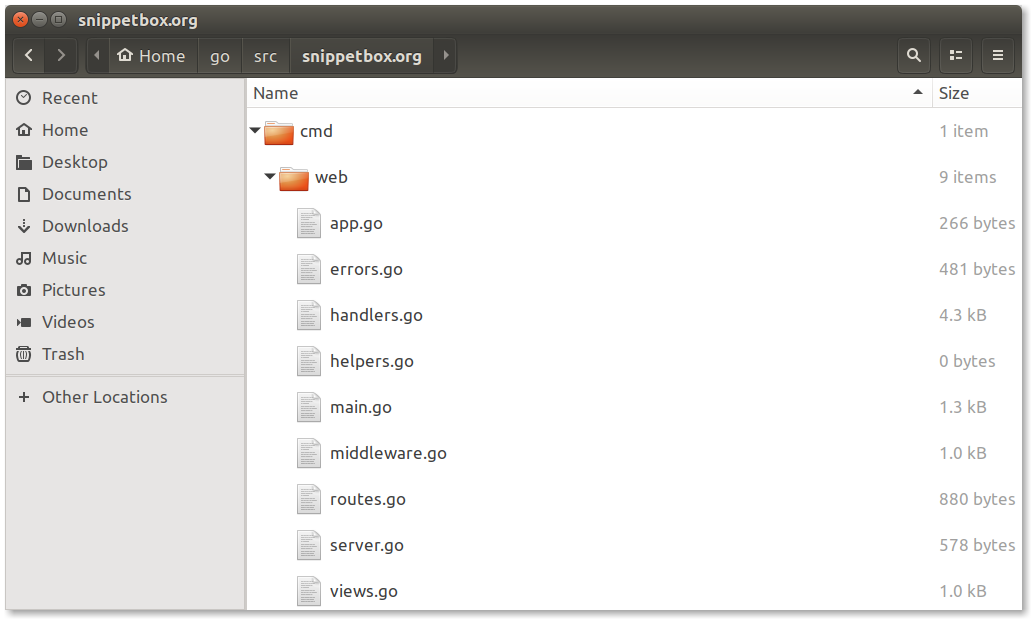 snippetbox.org
Home go src snippetbox.org
Recent
Home
Desktop
Documents
Downloads
Music
Pictures
Videos
Trash
Other Locations
Name Size
cmd 1 item
web 9 items
app.go 266 bytes
errors.go 481 bytes
handlers.go 4.3 kB
helpers.go 0 bytes
main.go 1.3 kB
middleware.go 1.0 kB
routes.go 880 bytes
server.go 578 bytes
views.go 1.0 kB